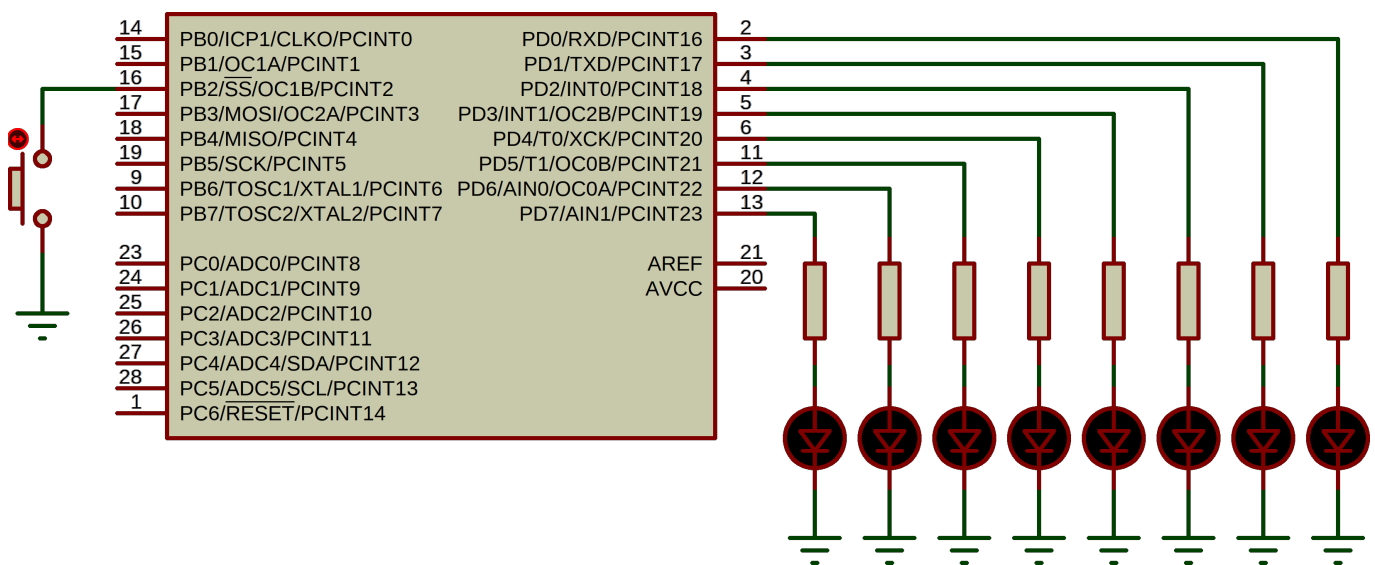 14 PB0/ICP1/CLKO/PCINT0 PD0/RXD/PCINT16 2
15 PB1/OC1A/PCINT1 PD1/TXD/PCINT17 3
16 PB2/SS/OC1B/PCINT2 PD2/INT0/PCINT18 4
17 PB3/MOSI/OC2A/PCINT3 PD3/INT1/OC2B/PCINT19 5
18 PB4/MISO/PCINT4 PD4/T0/XCK/PCINT20 6
19 PB5/SCK/PCINT5 PD5/T1/OC0B/PCINT21 11
9 PB6/TOSC1/XTAL1/PCINT6 PD6/AIN0/OC0A/PCINT22 12
10 PB7/TOSC2/XTAL2/PCINT7 PD7/AIN1/PCINT23 13
23 PC0/ADC0/PCINT8 AREF 21
24 PC1/ADC1/PCINT9 AVCC 20
25 PC2/ADC2/PCINT10
26 PC3/ADC3/PCINT11
27 PC4/ADC4/SDA/PCINT12
28 PC5/ADC5/SCL/PCINT13
1 PC6/RESET/PCINT14